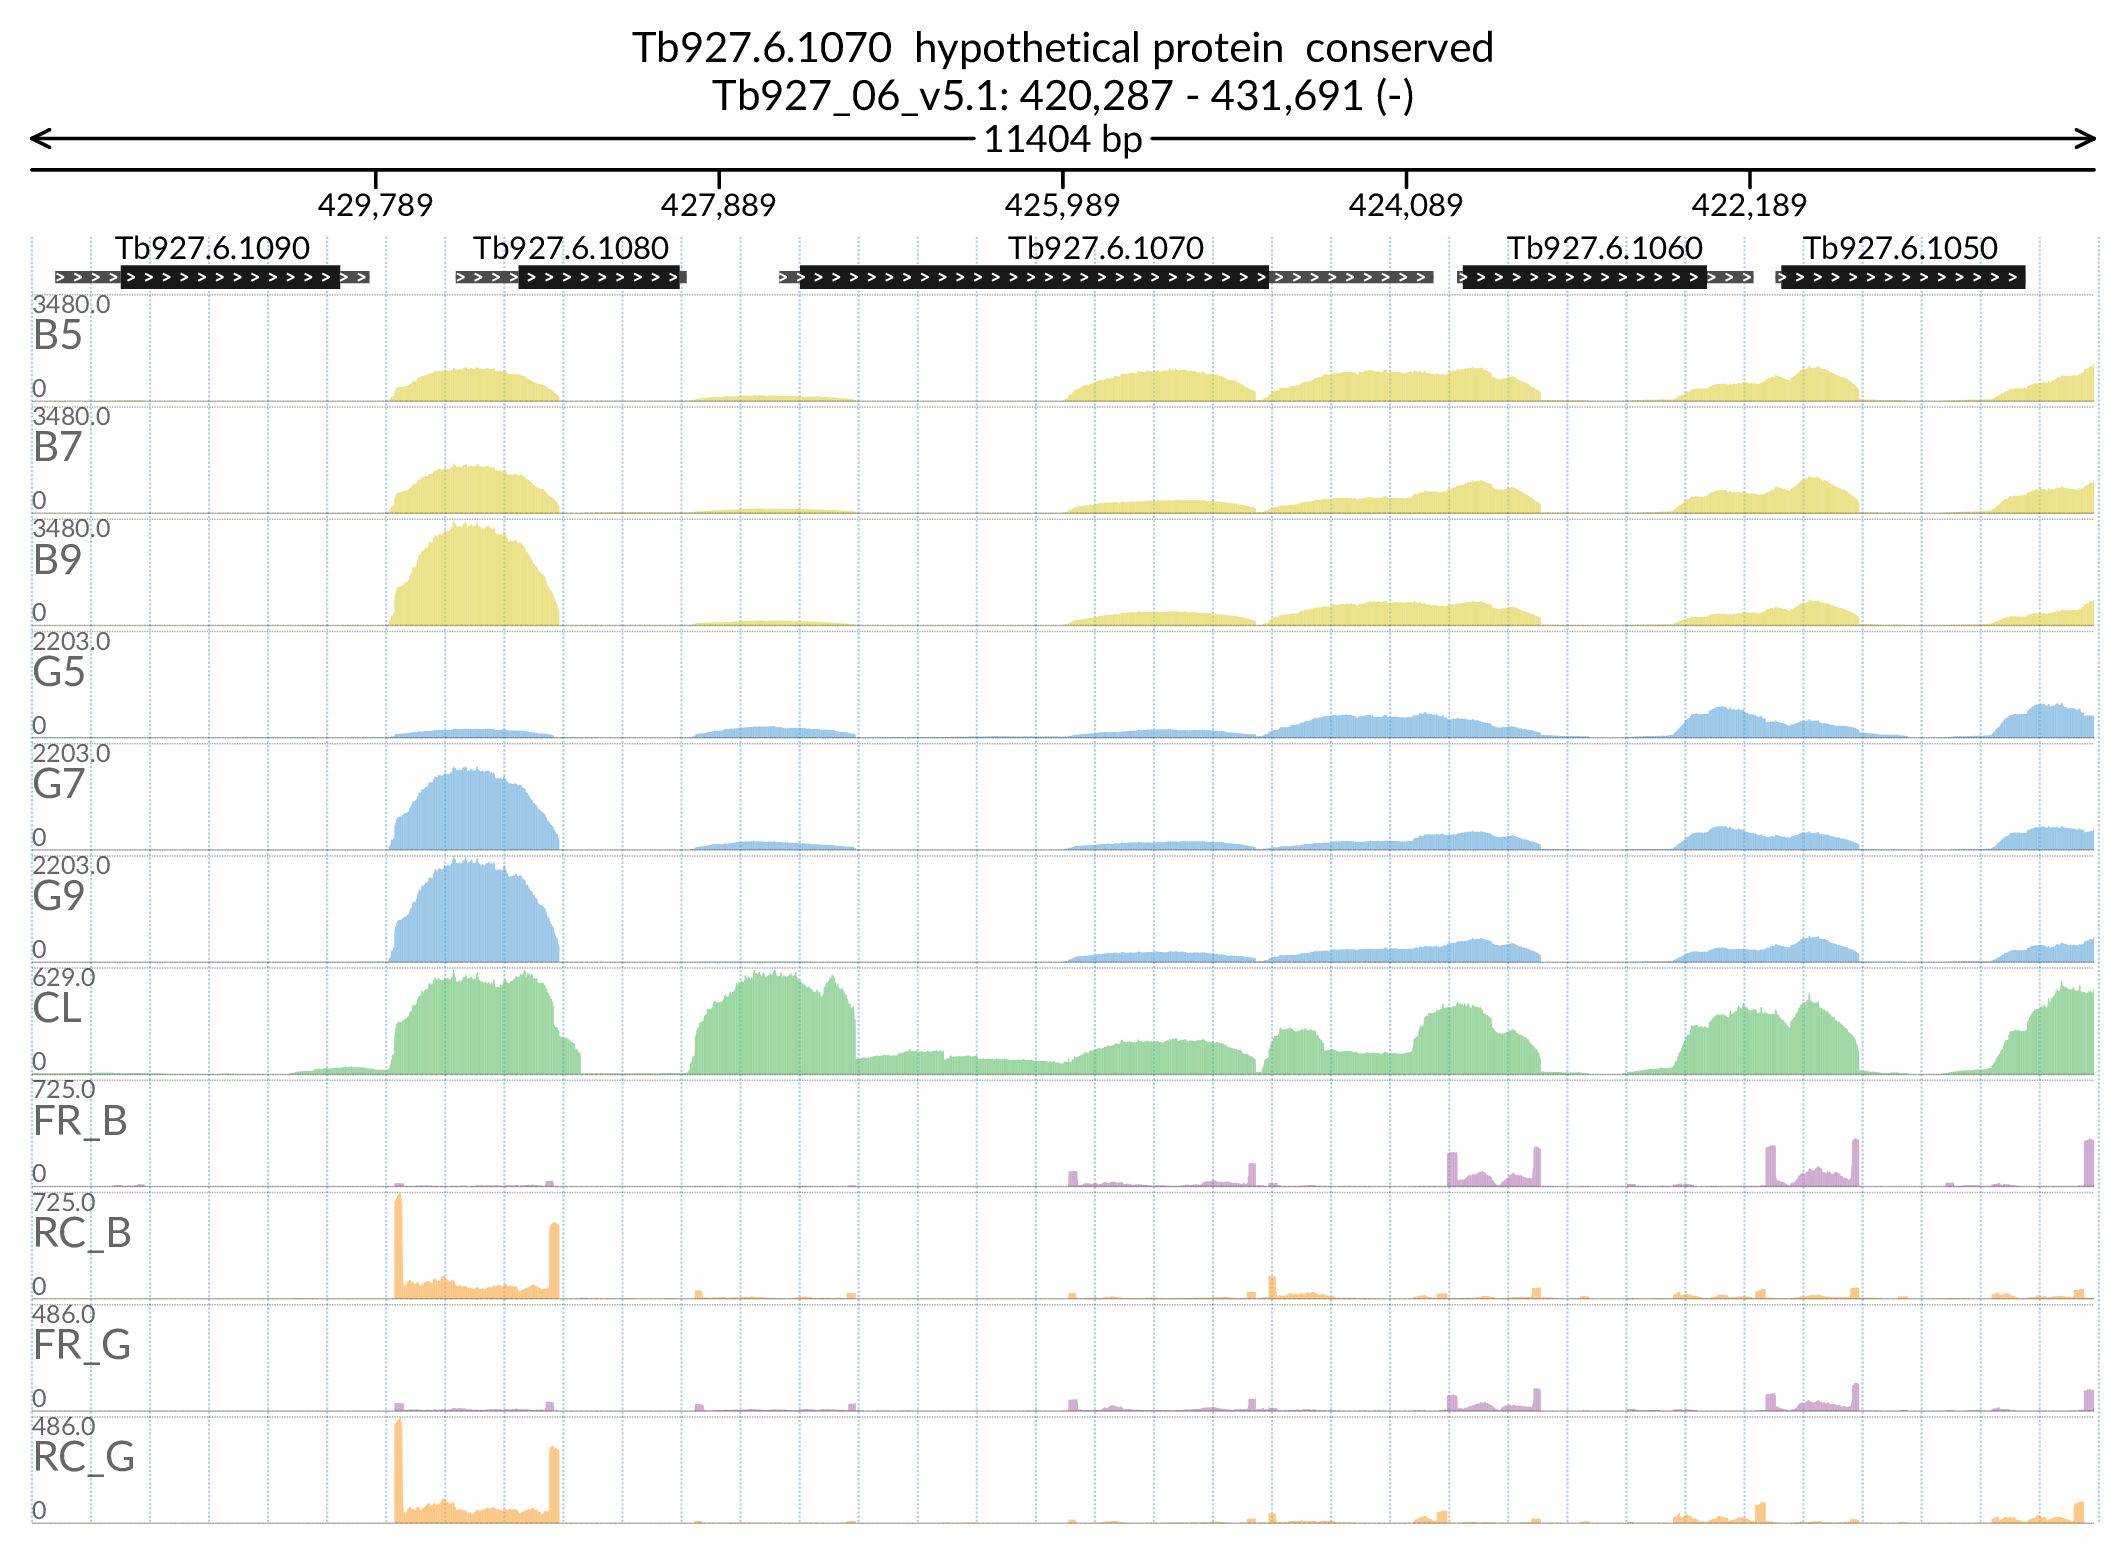 Tb927.6.1070  hypothetical protein  conserved
Tb927_06_v5.1: 420,287 - 431,691 (-)
11404 bp
429,789 427,889 425,989 424,089 422,189
Tb927.6.1090 Tb927.6.1080 Tb927.6.1070 Tb927.6.1060 Tb927.6.1050
3480.0
B5
0
3480.0
B7
0
3480.0
B9
0
2203.0
G5
0
2203.0
G7
0
2203.0
G9
0
629.0
CL
0
725.0
FR_B
0
725.0
RC_B
0
486.0
FR_G
0
486.0
RC_G
0